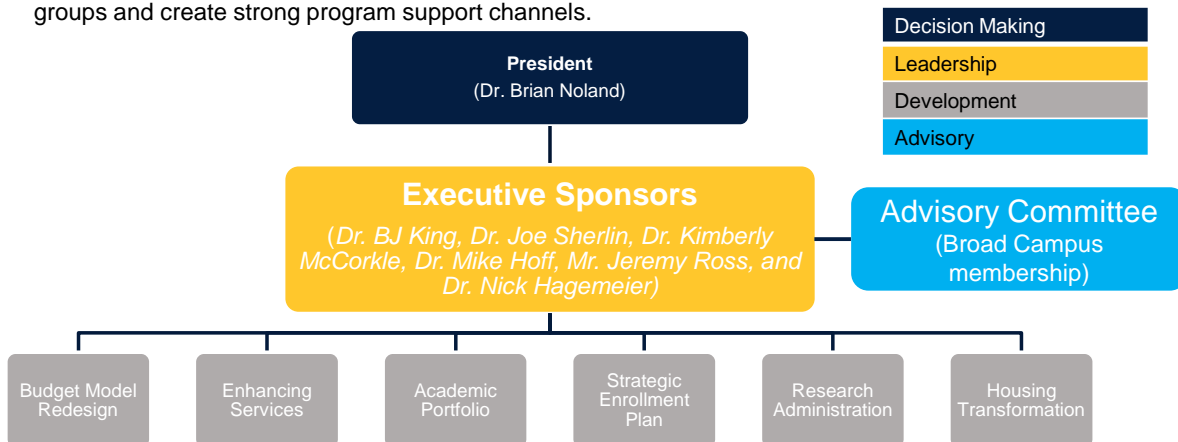 groups and create strong program support channels.
President
(Dr. Brian Noland)
Decision Making
Leadership
Development
Advisory
Executive Sponsors
(Dr. BJ King, Dr. Joe Sherlin, Dr. Kimberly
McCorkle, Dr. Mike Hoff, Mr. Jeremy Ross, and
Dr. Nick Hagemeier)
Advisory Committee
(Broad Campus
membership)
Budget Model
Redesign
Enhancing
Services
Academic
Portfolio
Strategic
Enrollment
Plan
Research
Administration
Housing
Transformation